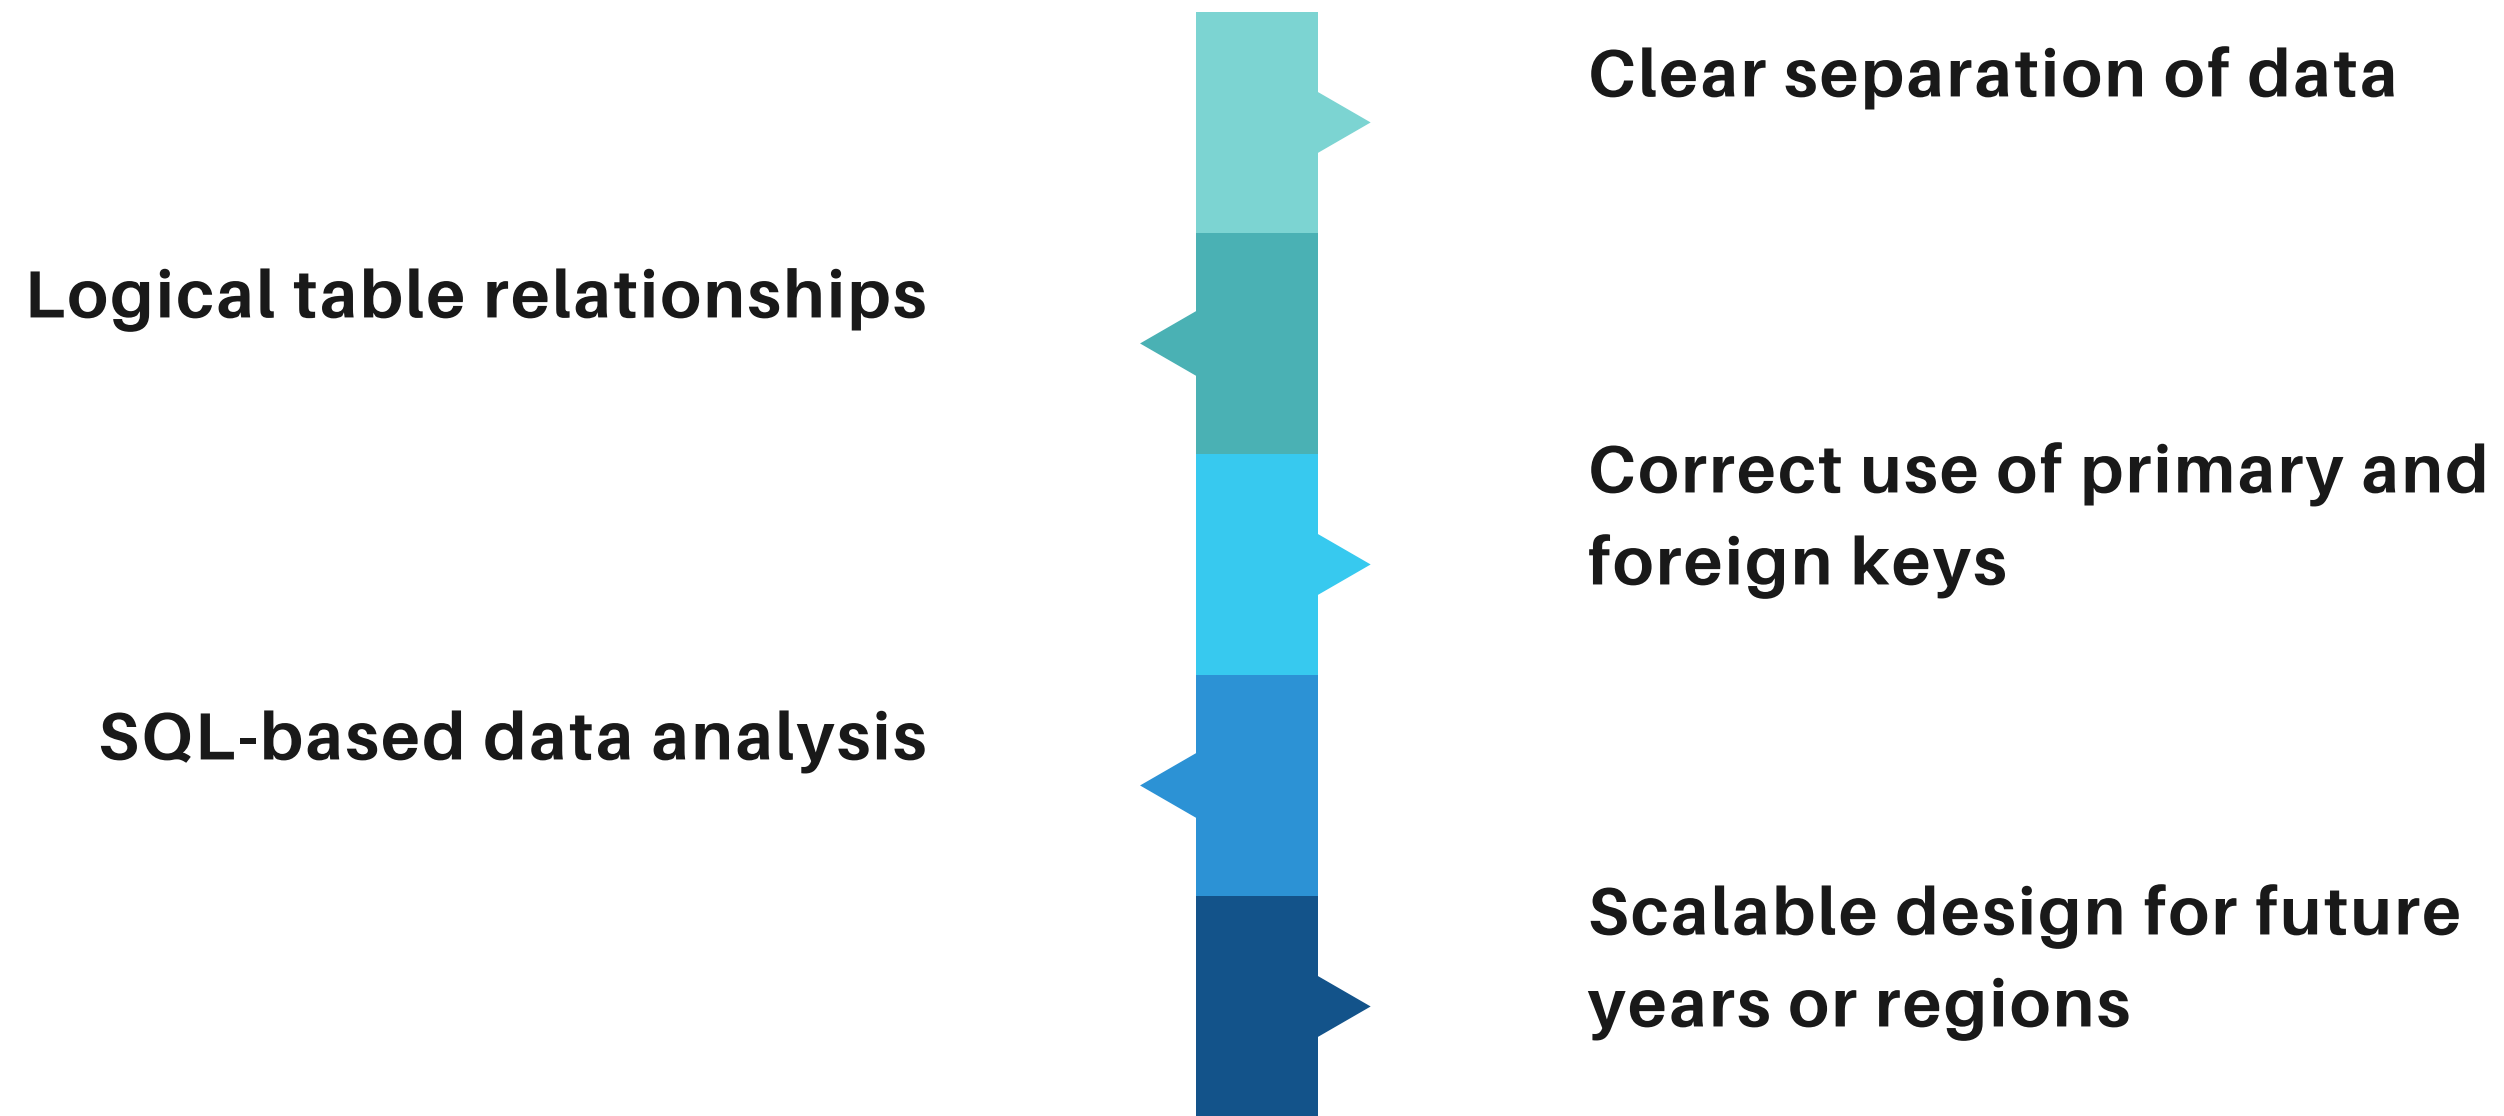 Clear separation of data
Logical table relationships
Correct use of primary and
foreign keys
SQL-based data analysis
Scalable design for future
years or regions